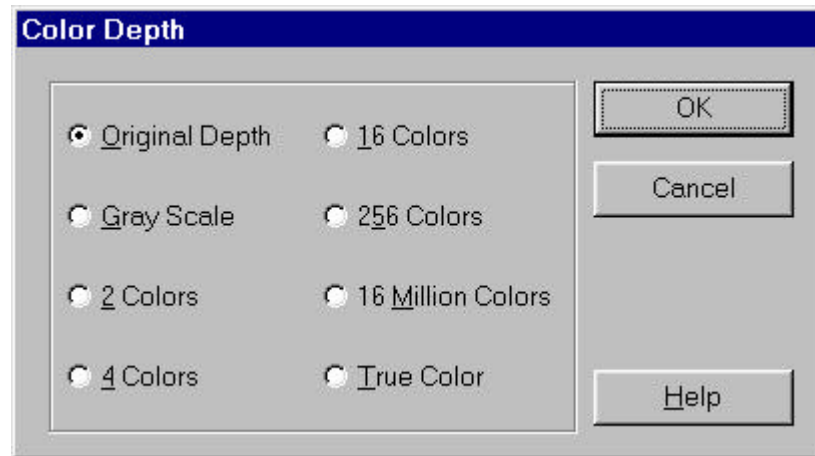 Color Depth
Original Depth
Gray Scale
2 Colors
4 Colors
16 Colors
256 Colors
16 Million Colors
True Color
OK
Cancel
Help